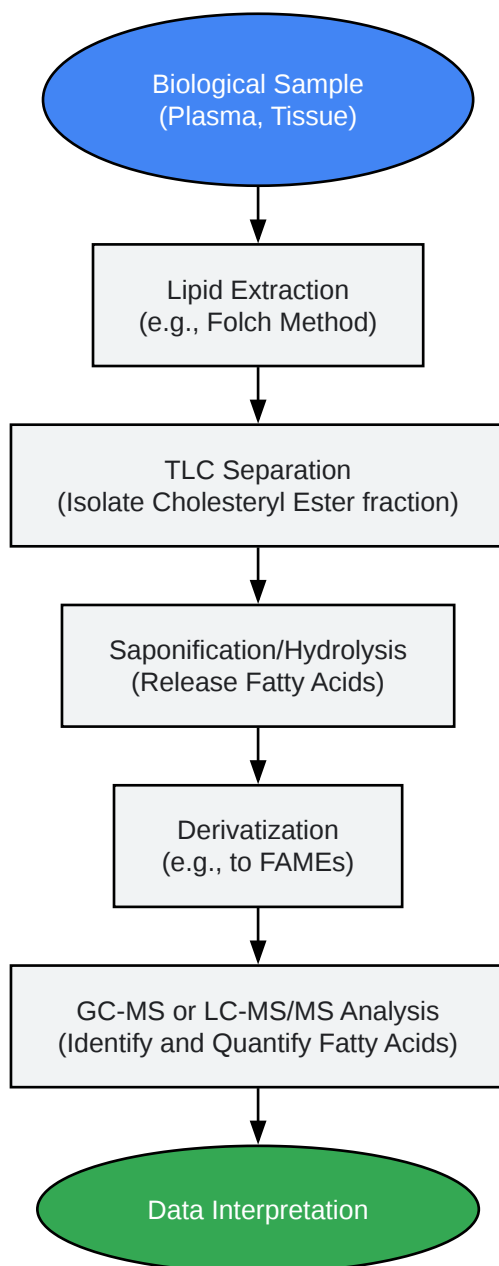 Biological Sample
(Plasma, Tissue)
Lipid Extraction
(e.g., Folch Method)
TLC Separation
(Isolate Cholesteryl Ester fraction)
Saponification/Hydrolysis
(Release Fatty Acids)
Derivatization
(e.g., to FAMEs)
GC-MS or LC-MS/MS Analysis
(Identify and Quantify Fatty Acids)
Data Interpretation